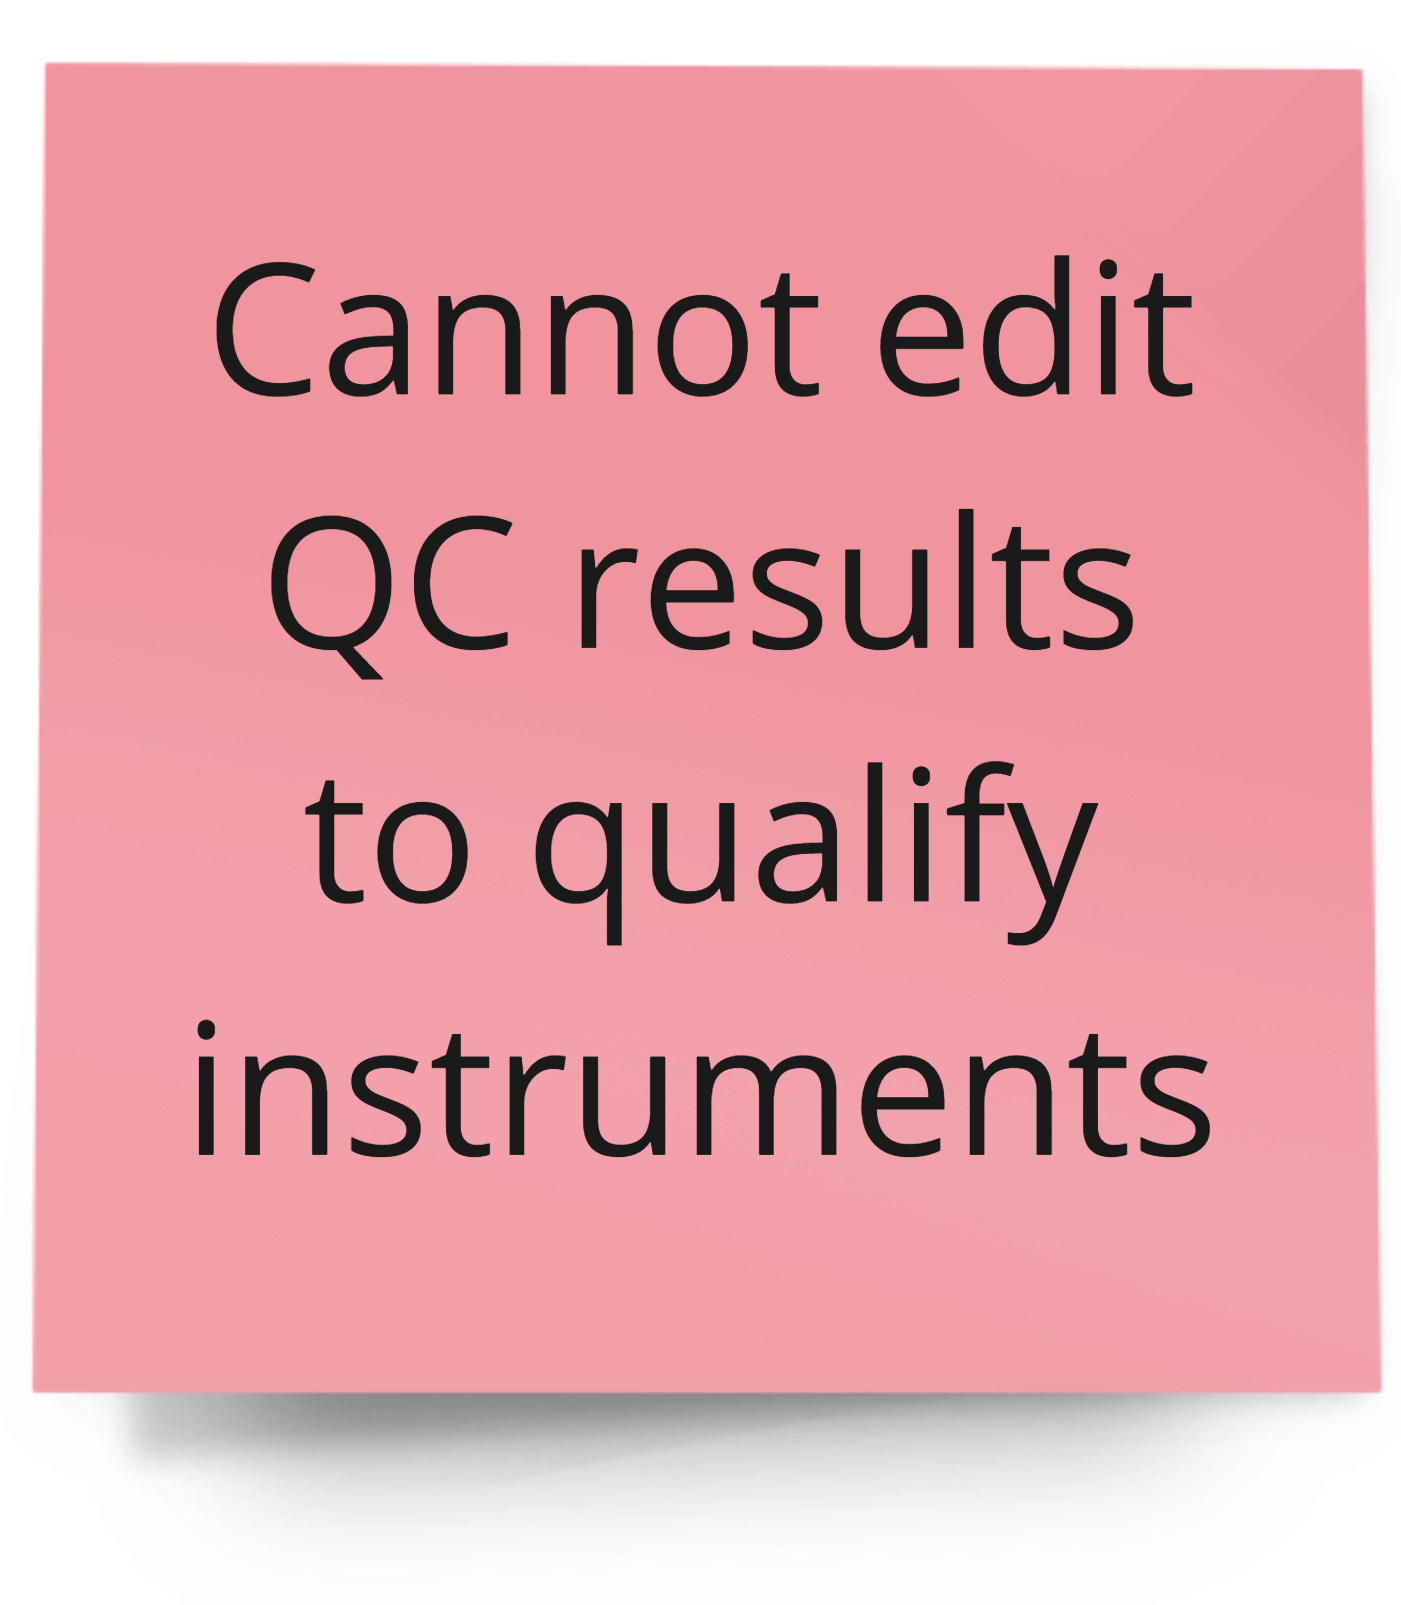 Cannot edit
QC results
to qualify
instruments